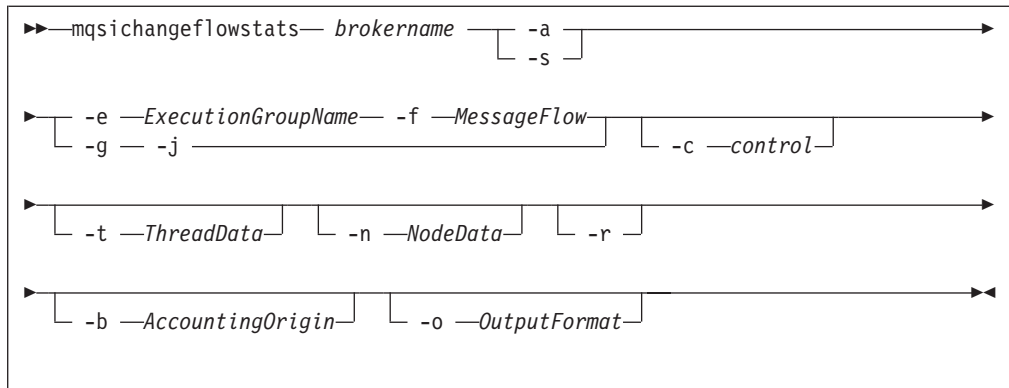 mqsichangeflowstats brokername -a
-s
-e ExecutionGroupName -f MessageFlow
-g -j
-c control
-t ThreadData -n NodeData -r
-b AccountingOrigin -o OutputFormat